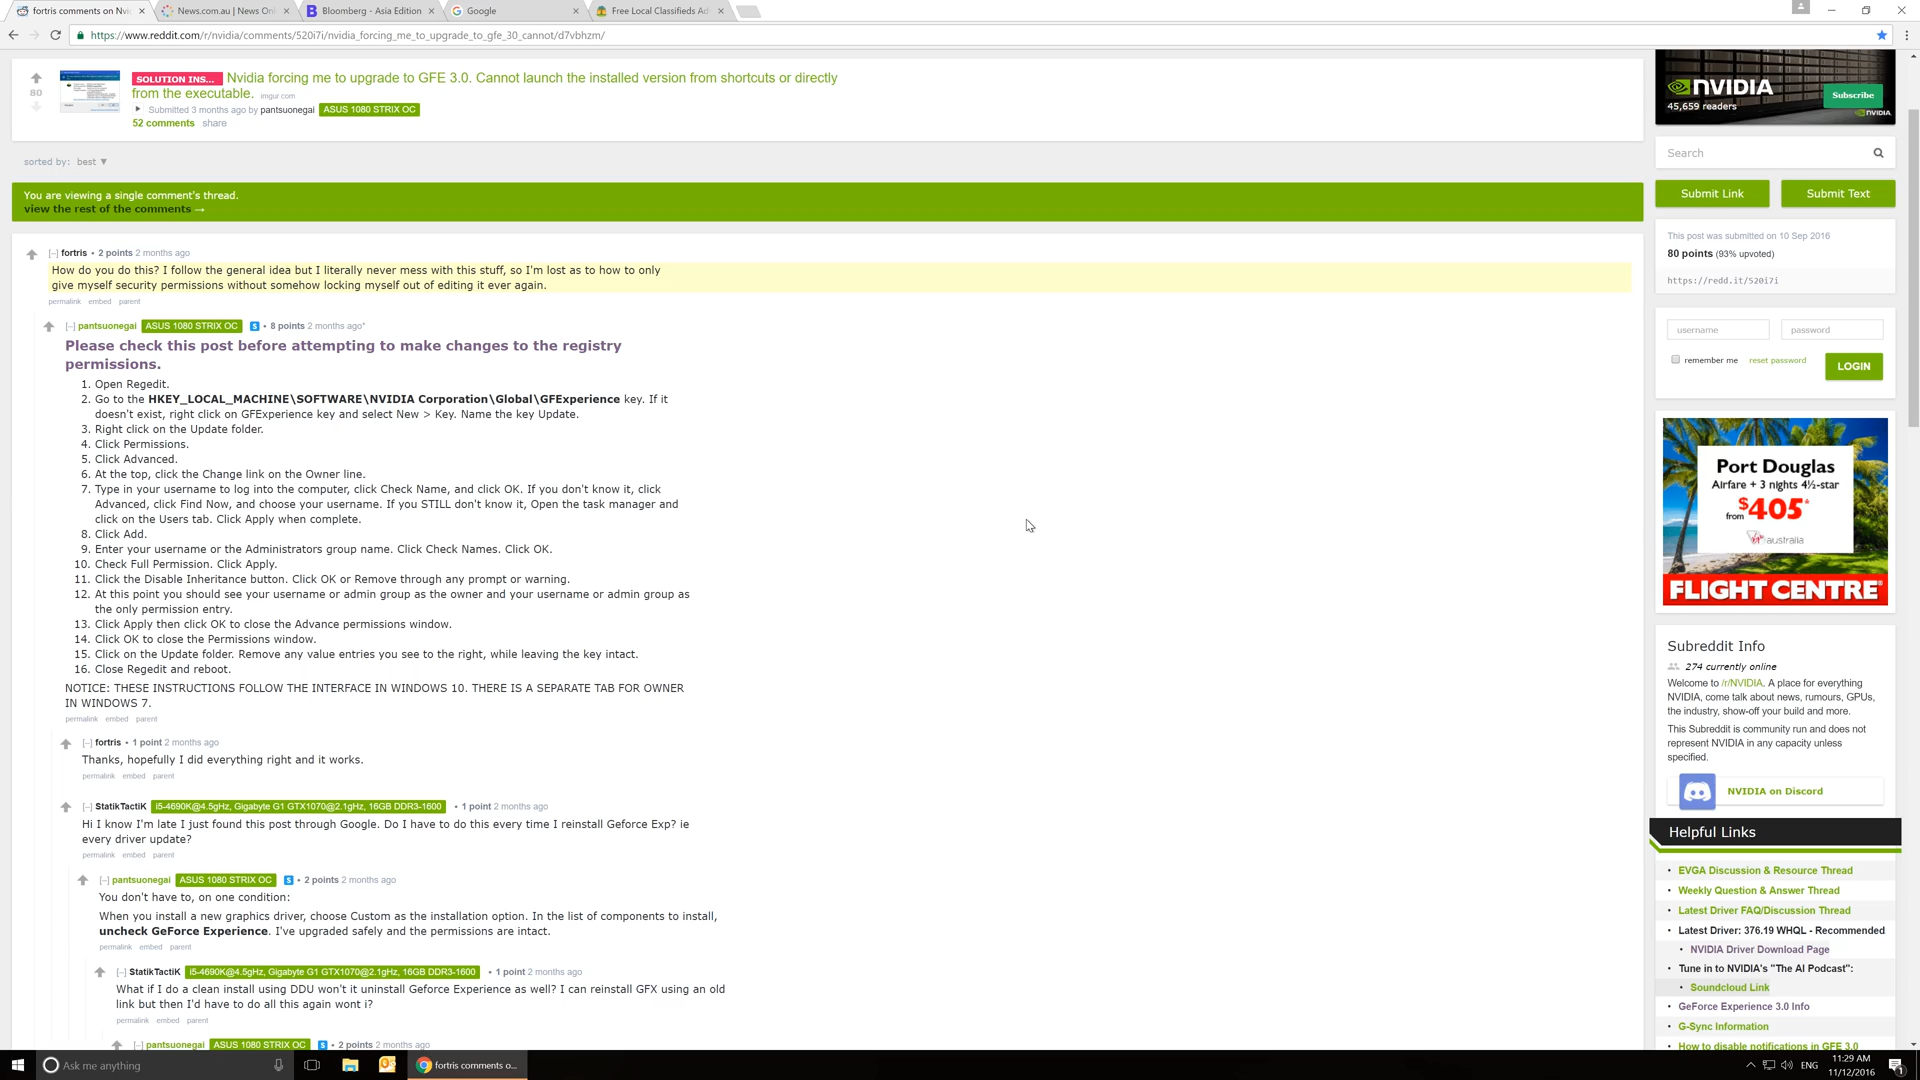 fortris comments on Nvi
News.com.au | News Onl
Bloomberg - Asia Edition
Google
Free Local Classifieds Ad
https://www.reddit.com/r/nvidia/comments/520i7i/nvidia_forcing_me_to_upgrade_to_gfe_30_cannot/d7vbhzm/
80
SOLUTION INS... Nvidia forcing me to upgrade to GFE 3.0. Cannot launch the installed version from shortcuts or directly
from the executable. imgur.com
Submitted 3 months ago by pantsuonegai ASUS 1080 STRIX OC
52 comments share
sorted by: best ▼
You are viewing a single comment's thread.
view the rest of the comments →
[–] fortris • 2 points 2 months ago
How do you do this? I follow the general idea but I literally never mess with this stuff, so I'm lost as to how to only
give myself security permissions without somehow locking myself out of editing it ever again.
permalink embed parent
[–] pantsuonegai ASUS 1080 STRIX OC S • 8 points 2 months ago*
Please check this post before attempting to make changes to the registry
permissions.
1. Open Regedit.
2. Go to the HKEY_LOCAL_MACHINE\SOFTWARE\NVIDIA Corporation\Global\GFExperience key. If it
doesn't exist, right click on GFExperience key and select New > Key. Name the key Update.
3. Right click on the Update folder.
4. Click Permissions.
5. Click Advanced.
6. At the top, click the Change link on the Owner line.
7. Type in your username to log into the computer, click Check Name, and click OK. If you don't know it, click
Advanced, click Find Now, and choose your username. If you STILL don't know it, Open the task manager and
click on the Users tab. Click Apply when complete.
8. Click Add.
9. Enter your username or the Administrators group name. Click Check Names. Click OK.
10. Check Full Permission. Click Apply.
11. Click the Disable Inheritance button. Click OK or Remove through any prompt or warning.
12. At this point you should see your username or admin group as the owner and your username or admin group as
the only permission entry.
13. Click Apply then click OK to close the Advance permissions window.
14. Click OK to close the Permissions window.
15. Click on the Update folder. Remove any value entries you see to the right, while leaving the key intact.
16. Close Regedit and reboot.
NOTICE: THESE INSTRUCTIONS FOLLOW THE INTERFACE IN WINDOWS 10. THERE IS A SEPARATE TAB FOR OWNER
IN WINDOWS 7.
permalink embed parent
[–] fortris • 1 point 2 months ago
Thanks, hopefully I did everything right and it works.
permalink embed parent
[–] StatikTactiK i5-4690K@4.5gHz, Gigabyte G1 GTX1070@2.1gHz, 16GB DDR3-1600 • 1 point 2 months ago
Hi I know I'm late I just found this post through Google. Do I have to do this every time I reinstall Geforce Exp? ie
every driver update?
permalink embed parent
[–] pantsuonegai ASUS 1080 STRIX OC S • 2 points 2 months ago
You don't have to, on one condition:
When you install a new graphics driver, choose Custom as the installation option. In the list of components to install,
uncheck GeForce Experience. I've upgraded safely and the permissions are intact.
permalink embed parent
[–] StatikTactiK i5-4690K@4.5gHz, Gigabyte G1 GTX1070@2.1gHz, 16GB DDR3-1600 • 1 point 2 months ago
What if I do a clean install using DDU won't it uninstall Geforce Experience as well? I can reinstall GFX using an old
link but then I'd have to do all this again wont i?
permalink embed parent
[–] pantsuonegai ASUS 1080 STRIX OC S • 2 points 2 months ago
NVIDIA
45,659 readers
Subscribe
NVIDIA
Search
Submit Link
Submit Text
This post was submitted on 10 Sep 2016
80 points (93% upvoted)
https://redd.it/520i7i
username
password
remember me reset password
LOGIN
Port Douglas
Airfare + 3 nights 4½-star
from $405*
australia
FLIGHT CENTRE
Subreddit Info
274 currently online
Welcome to /r/NVIDIA. A place for everything
NVIDIA, come talk about news, rumours, GPUs,
the industry, show-off your build and more.
This Subreddit is community run and does not
represent NVIDIA in any capacity unless
specified.
NVIDIA on Discord
Helpful Links
• EVGA Discussion & Resource Thread
• Weekly Question & Answer Thread
• Latest Driver FAQ/Discussion Thread
• Latest Driver: 376.19 WHQL - Recommended
• NVIDIA Driver Download Page
• Tune in to NVIDIA's "The AI Podcast":
• Soundcloud Link
• GeForce Experience 3.0 Info
• G-Sync Information
• How to disable notifications in GFE 3.0
Ask me anything
fortris comments o...
ENG
11:29 AM
11/12/2016
1